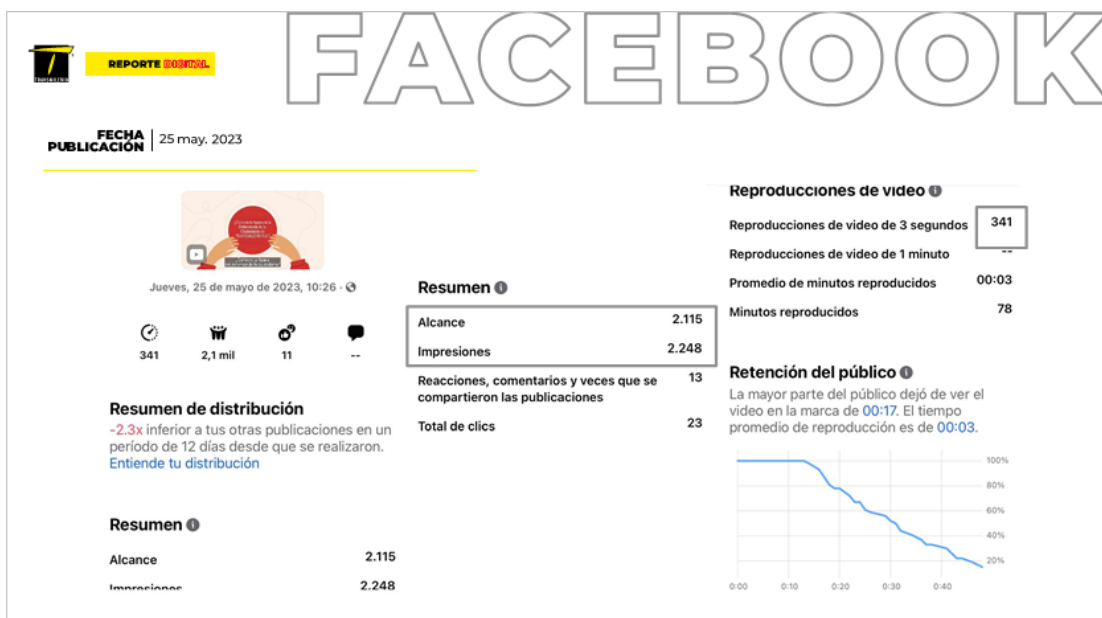 FACEBOOK
TRANSMILENIO
REPORTE DIGITAL
FECHA
PUBLICACIÓN
25 may. 2023
Jueves, 25 de mayo de 2023, 10:26 ·
341
2,1 mil
11
--
Resumen de distribución
-2.3x inferior a tus otras publicaciones en un
período de 12 días desde que se realizaron.
Entiende tu distribución
Resumen
Alcance 2.115
Impresiones 2.248
Resumen
Alcance 2.115
Impresiones 2.248
Reacciones, comentarios y veces que se 13
compartieron las publicaciones
Total de clics 23
Reproducciones de video
Reproducciones de video de 3 segundos 341
Reproducciones de video de 1 minuto --
Promedio de minutos reproducidos 00:03
Minutos reproducidos 78
Retención del público
La mayor parte del público dejó de ver el
video en la marca de 00:17. El tiempo
promedio de reproducción es de 00:03.
100%
80%
60%
40%
20%
0:00 0:10 0:20 0:30 0:40